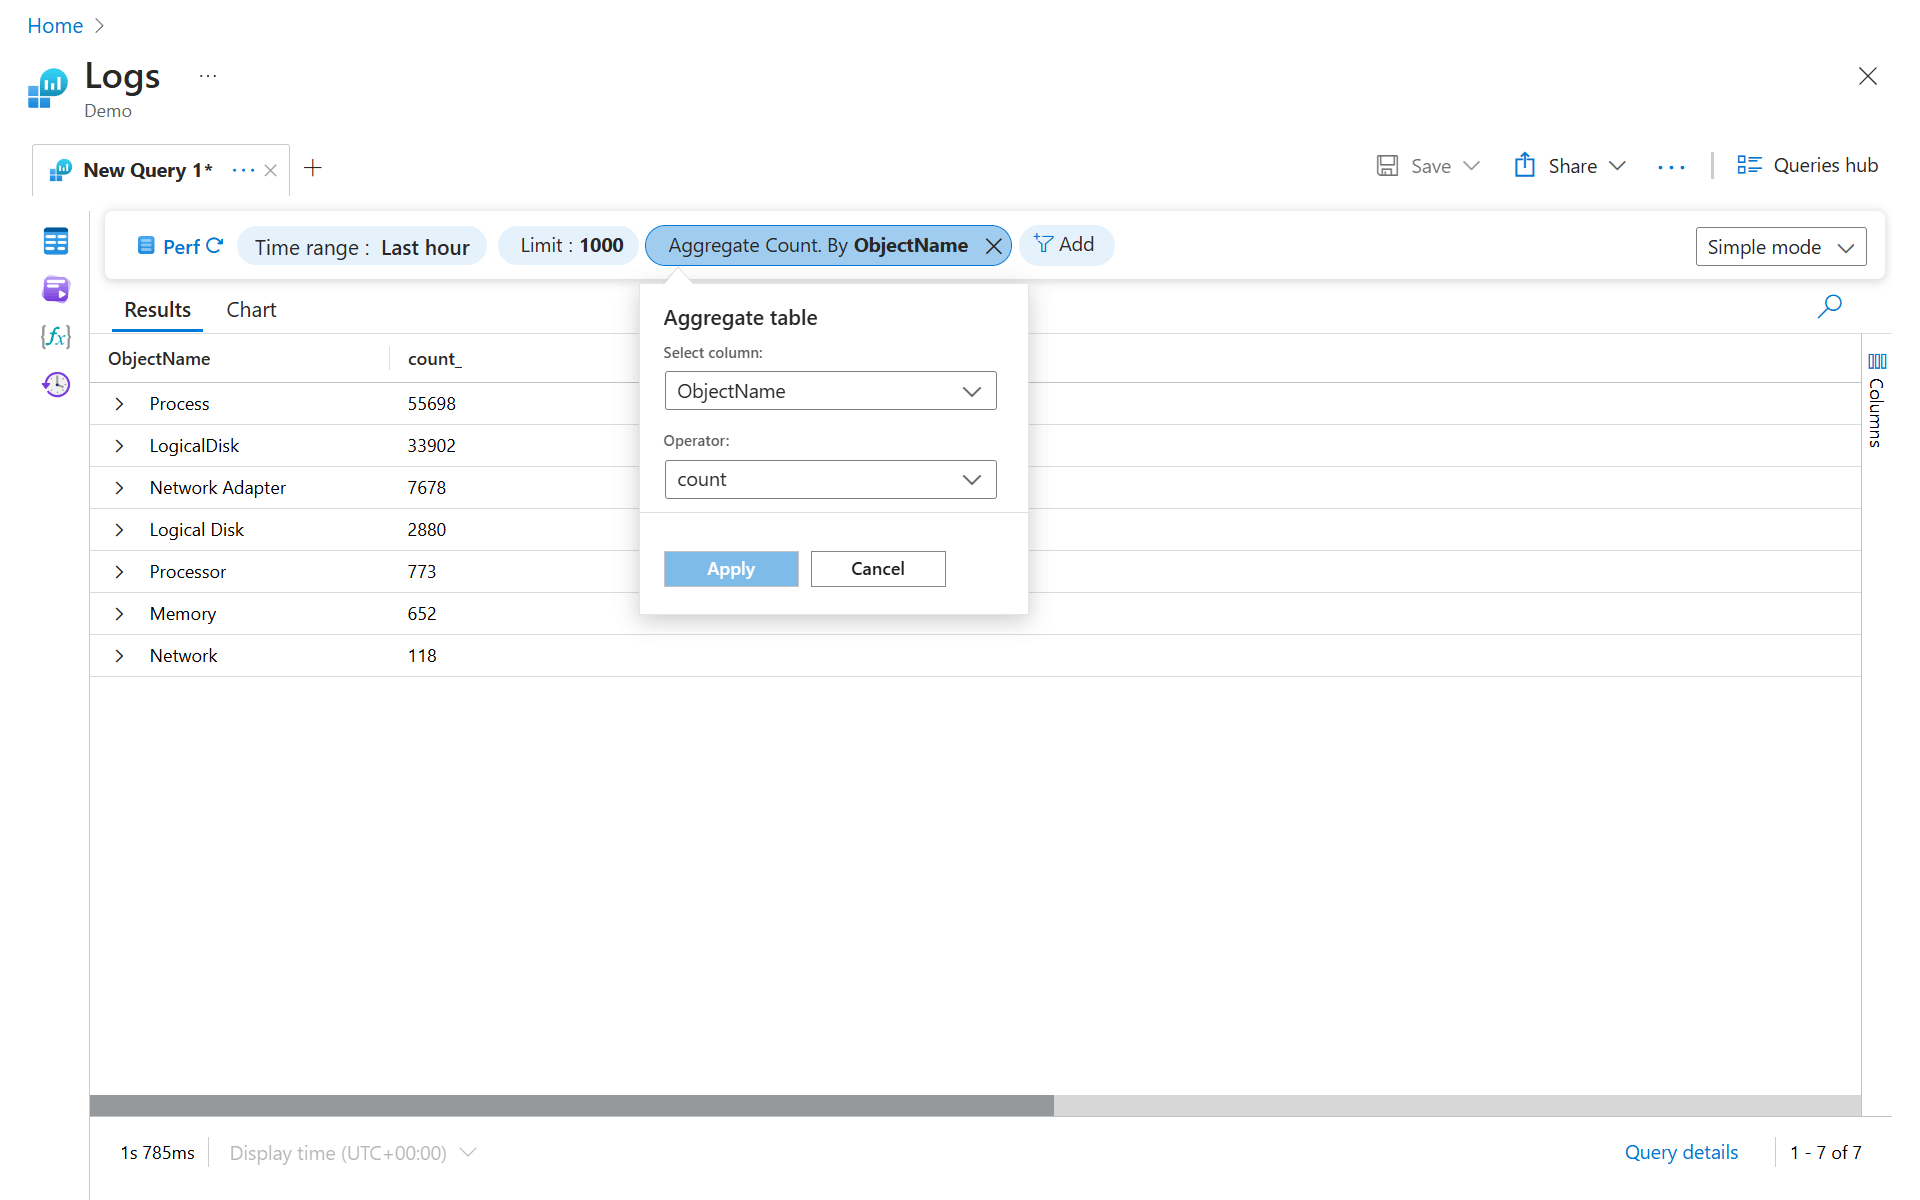 Home
Logs ...
Demo
New Query 1* ...
Save
Share
...
Queries hub
Perf
Time range : Last hour
Limit : 1000
Aggregate Count. By ObjectName
Add
Simple mode
Results
Chart
Aggregate table
Select column:
ObjectName
Operator:
count
Apply
Cancel
ObjectName count_
Process 55698
LogicalDisk 33902
Network Adapter 7678
Logical Disk 2880
Processor 773
Memory 652
Network 118
{fx}
Columns
1s 785ms
Display time (UTC+00:00)
Query details
1 - 7 of 7